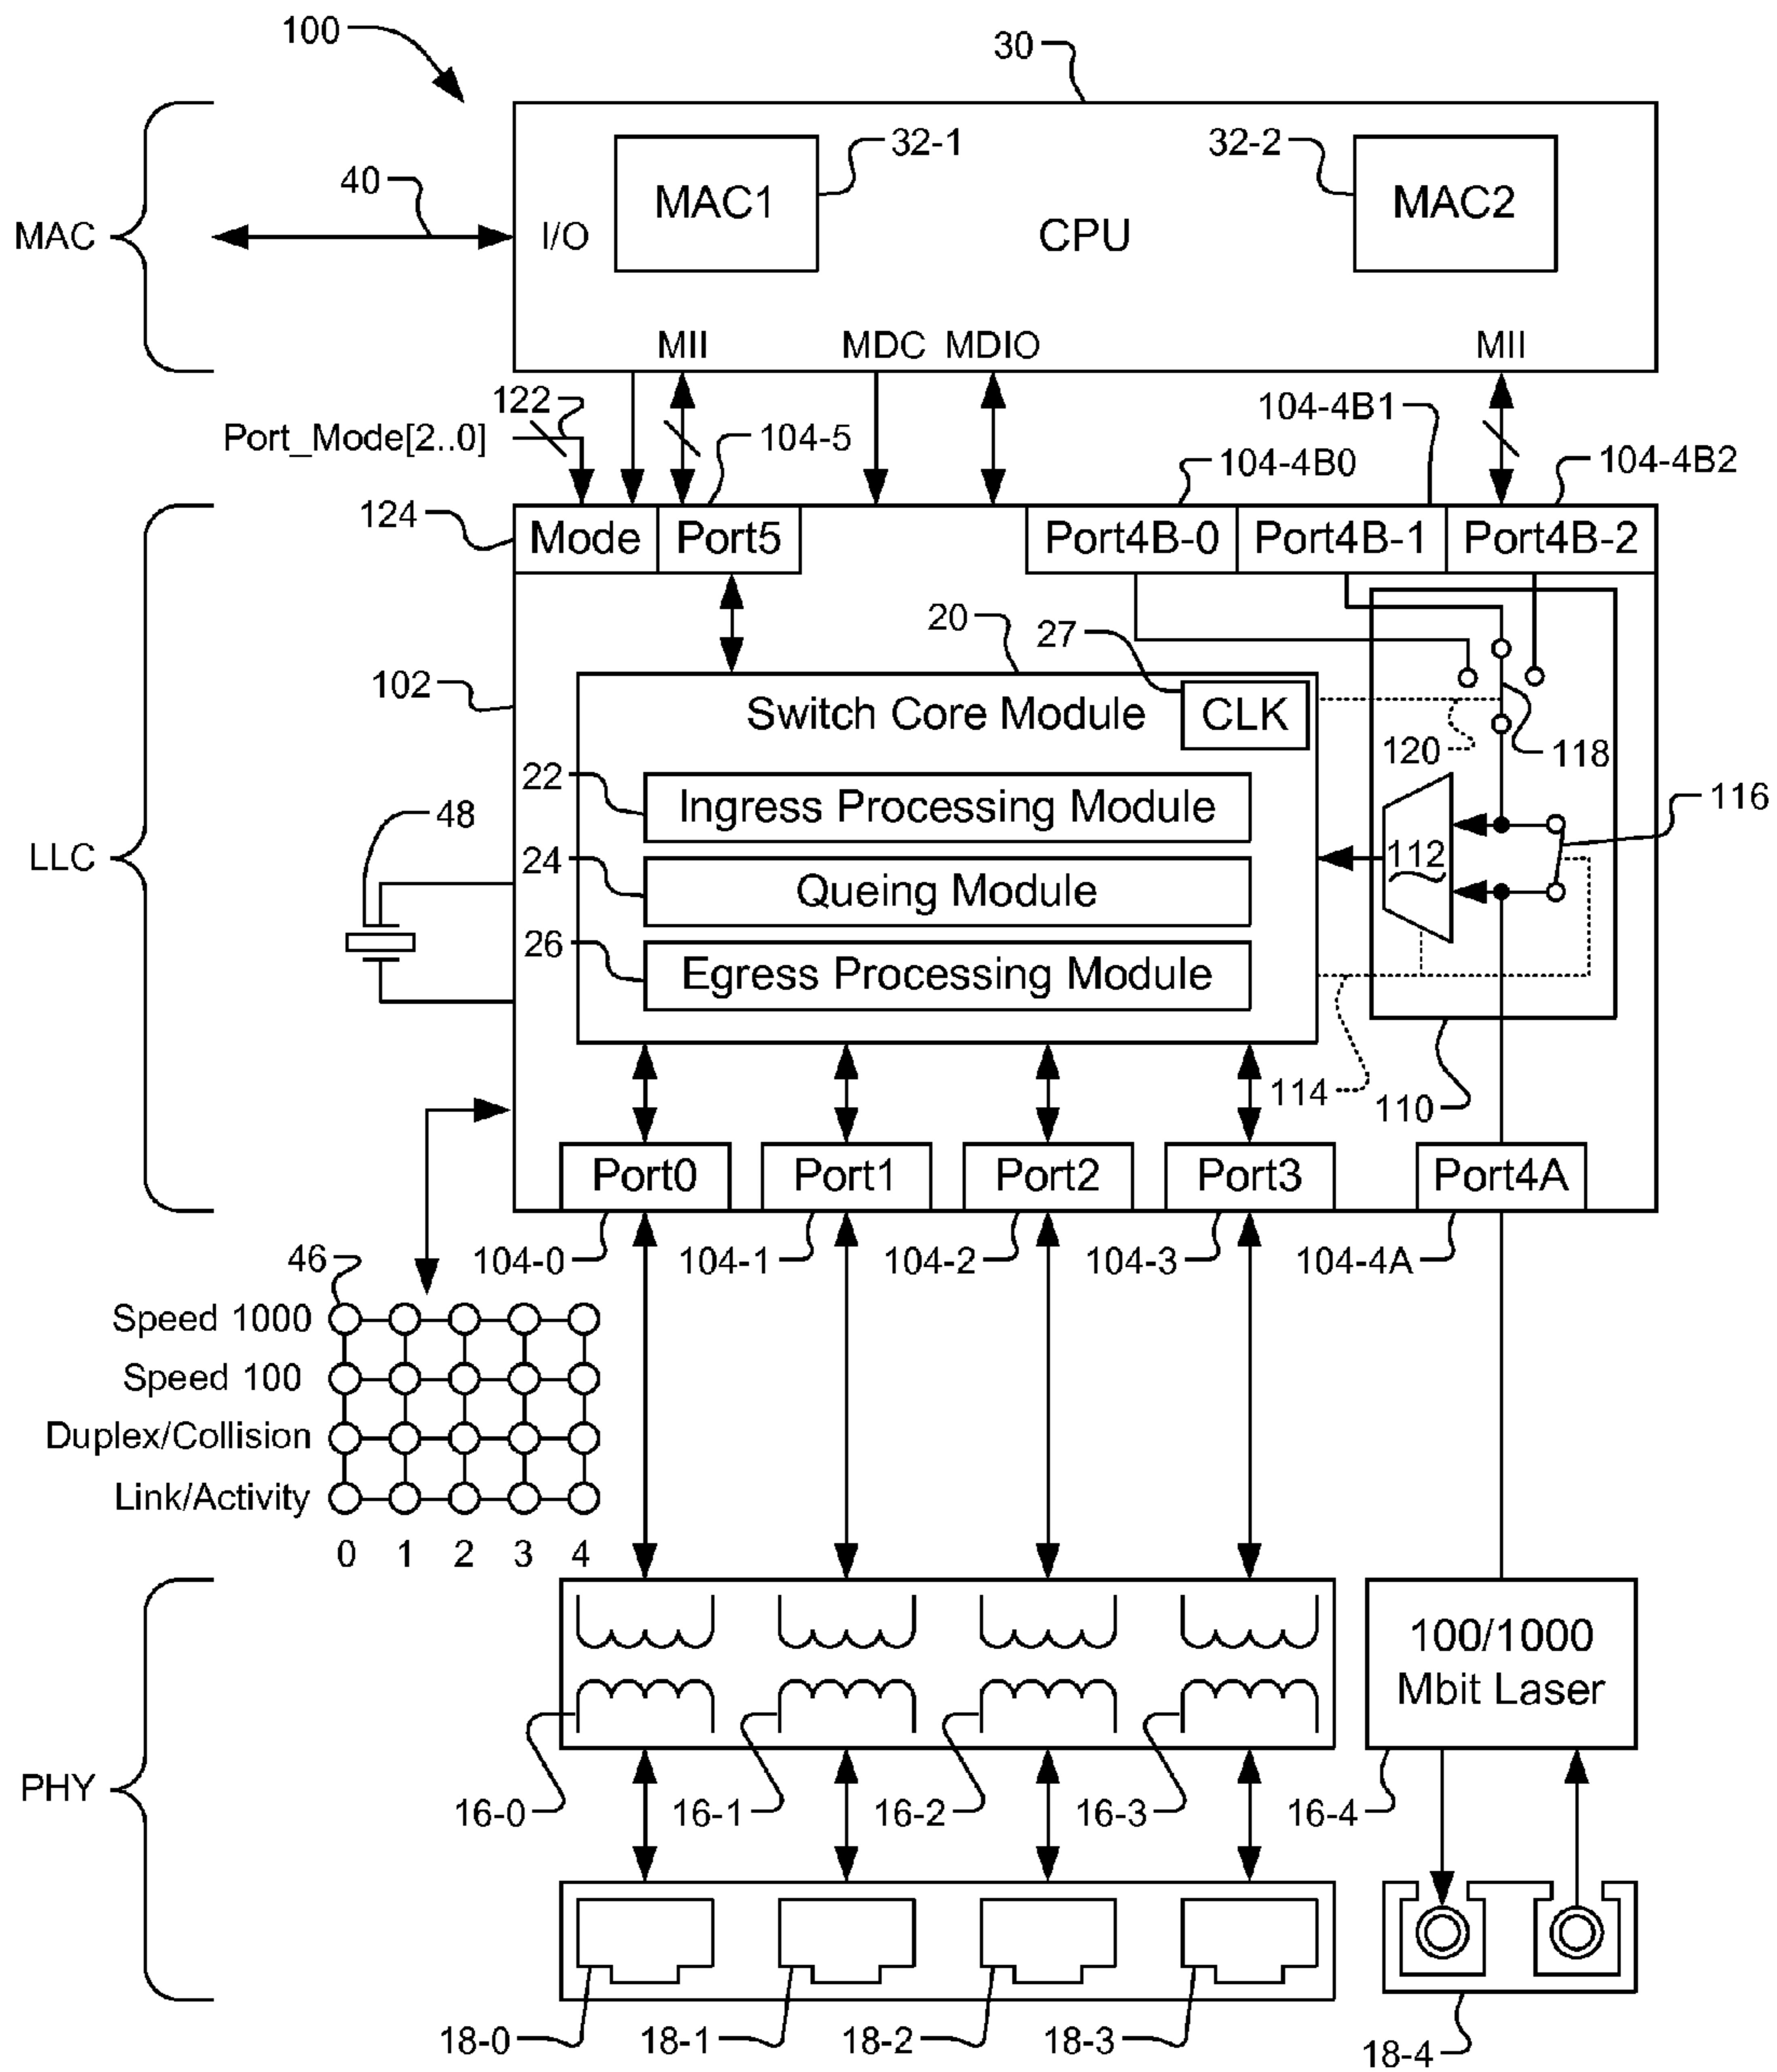 100
30
32-1
32-2
MAC1
MAC2
40
MAC
I/O
CPU
MII
MDC
MDIO
MII
122
104-4B1
Port_Mode[2..0]
104-5
104-4B0
104-4B2
124
Mode
Port5
Port4B-0
Port4B-1
Port4B-2
20
27
102
Switch Core Module
CLK
120
118
22
Ingress Processing Module
116
48
LLC
24
Queing Module
112
26
Egress Processing Module
114
110
Port0
Port1
Port2
Port3
Port4A
46
104-0
104-1
104-2
104-3
104-4A
Speed 1000
Speed 100
Duplex/Collision
Link/Activity
0 1 2 3 4
100/1000
Mbit Laser
PHY
16-0
16-1
16-2
16-3
16-4
18-0
18-1
18-2
18-3
18-4